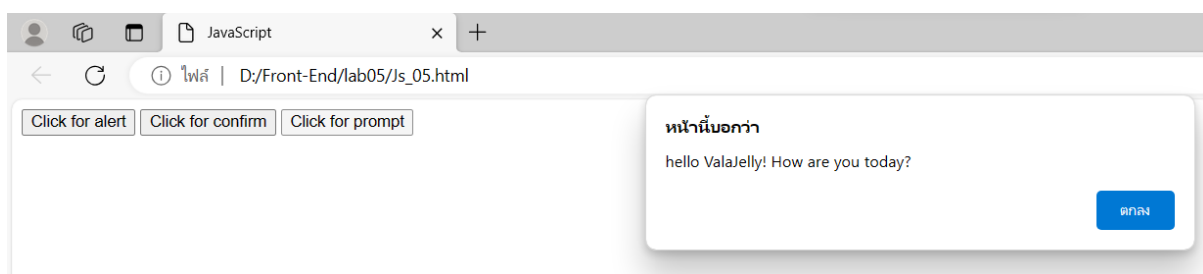 JavaScript
ไฟล์ | D:/Front-End/lab05/Js_05.html
Click for alert Click for confirm Click for prompt
หน้านี้บอกว่า
hello ValaJelly! How are you today?
ตกลง